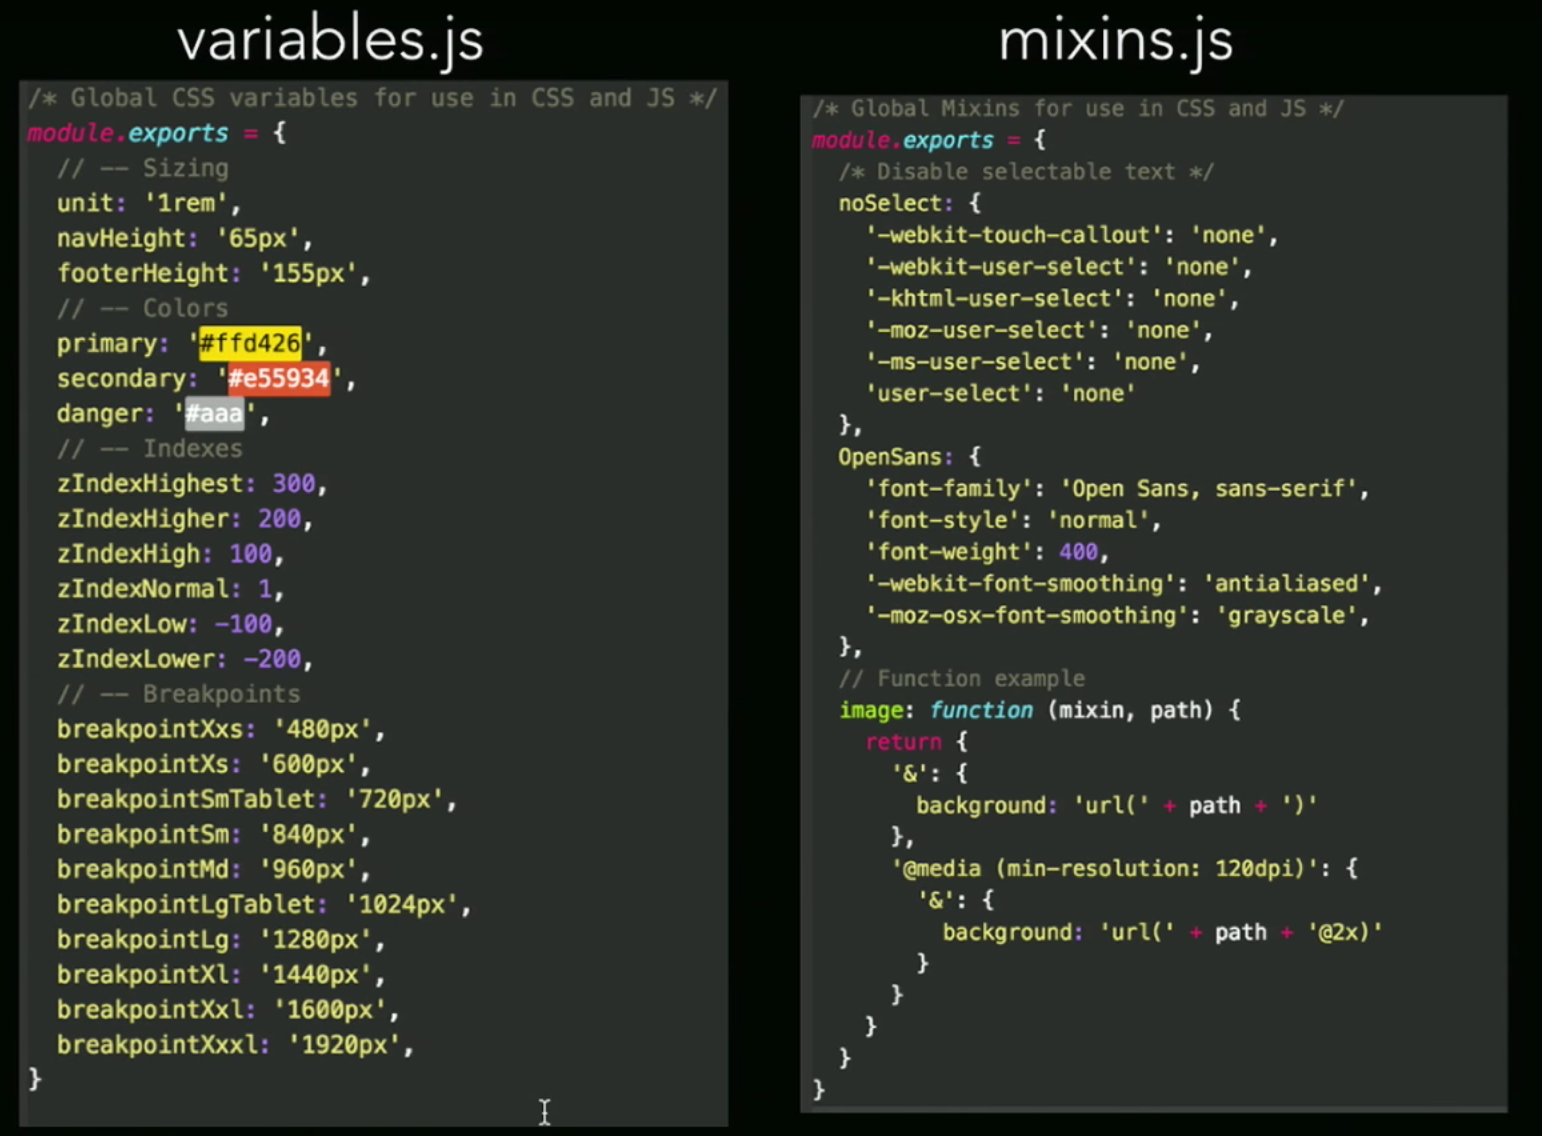 variables.js
/* Global CSS variables for use in CSS and JS */
module.exports = {
// -- Sizing
unit: '1rem',
navHeight: '65px',
footerHeight: '155px',
// -- Colors
primary: '#ffd426',
secondary: '#e55934',
danger: '#aaa',
// -- Indexes
zIndexHighest: 300,
zIndexHigher: 200,
zIndexHigh: 100,
zIndexNormal: 1,
zIndexLow: -100,
zIndexLower: -200,
// -- Breakpoints
breakpointXxs: '480px',
breakpointXs: '600px',
breakpointSmTablet: '720px',
breakpointSm: '840px',
breakpointMd: '960px',
breakpointLgTablet: '1024px',
breakpointLg: '1280px',
breakpointXl: '1440px',
breakpointXxl: '1600px',
breakpointXxxl: '1920px',
}
mixins.js
/* Global Mixins for use in CSS and JS */
module.exports = {
/* Disable selectable text */
noSelect: {
'-webkit-touch-callout': 'none',
'-webkit-user-select': 'none',
'-khtml-user-select': 'none',
'-moz-user-select': 'none',
'-ms-user-select': 'none',
'user-select': 'none'
},
OpenSans: {
'font-family': 'Open Sans, sans-serif',
'font-style': 'normal',
'font-weight': 400,
'-webkit-font-smoothing': 'antialiased',
'-moz-osx-font-smoothing': 'grayscale',
},
// Function example
image: function (mixin, path) {
return {
'&': {
background: 'url(' + path + ')'
},
'@media (min-resolution: 120dpi)': {
'&': {
background: 'url(' + path + '@2x)'
}
}
}
}
}